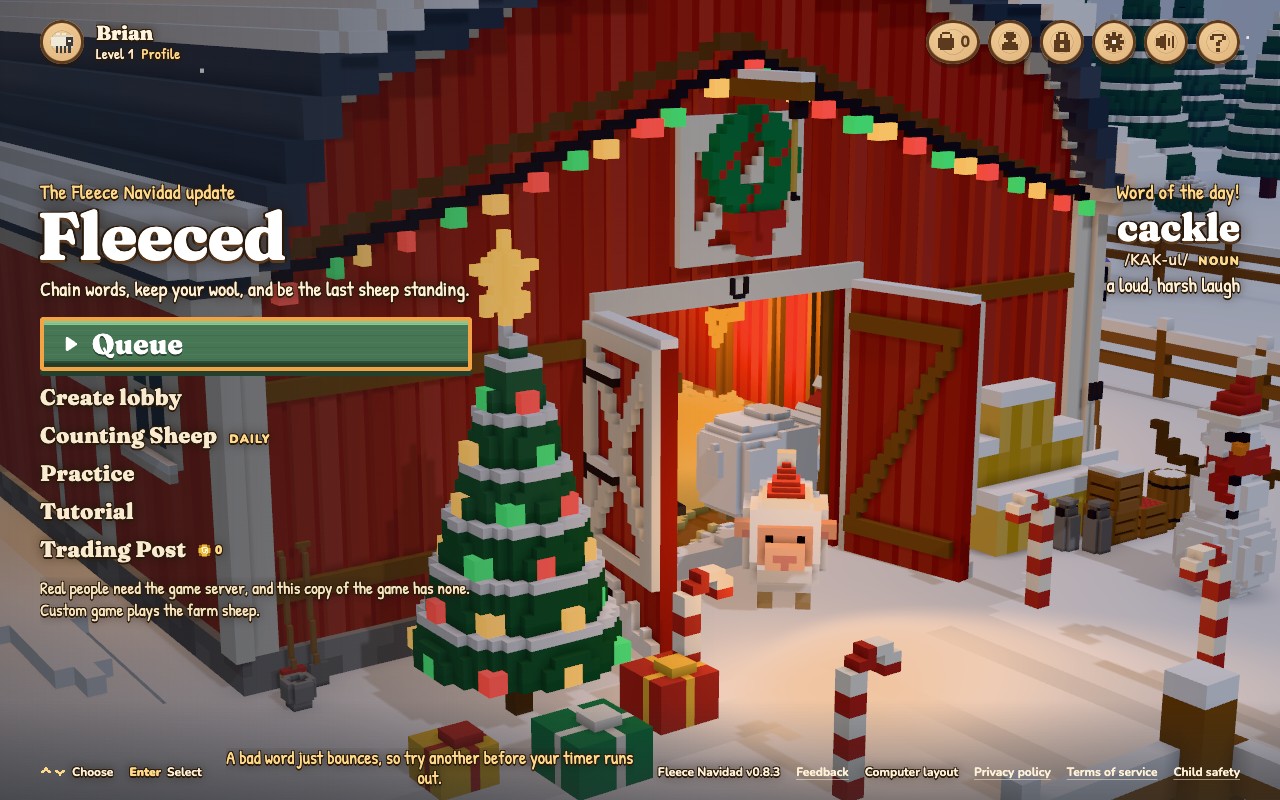 Brian
Level 1 Profile
0
The Fleece Navidad update
Fleeced
Chain words, keep your wool, and be the last sheep standing.
Queue
Create lobby
Counting Sheep DAILY
Practice
Tutorial
Trading Post 0
Real people need the game server, and this copy of the game has none.
Custom game plays the farm sheep.
Word of the day!
cackle
/KAK-ul/ NOUN
a loud, harsh laugh
Choose Enter Select
A bad word just bounces, so try another before your timer runs
out.
Fleece Navidad v0.8.3 Feedback Computer layout Privacy policy Terms of service Child safety